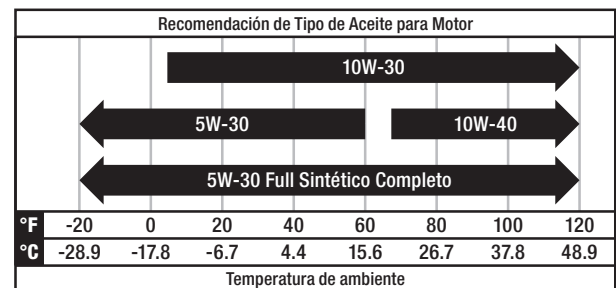 Recomendación de Tipo de Aceite para Motor
10W-30
5W-30 10W-40
5W-30 Full Sintético Completo
°F -20 0 20 40 60 80 100 120
°C -28.9 -17.8 -6.7 4.4 15.6 26.7 37.8 48.9
Temperatura de ambiente